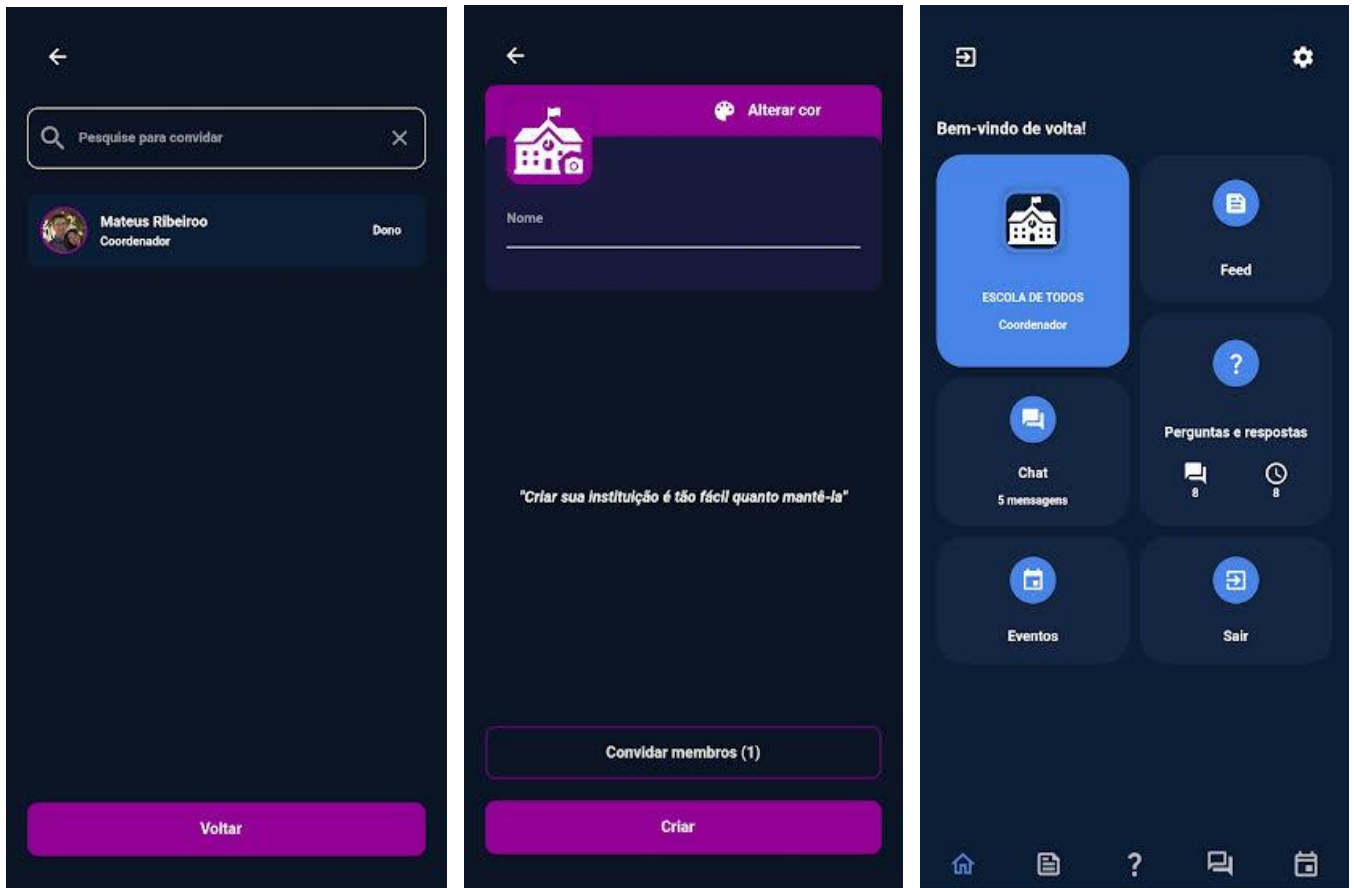 Pesquise para convidar
Mateus Ribeiroo
Coordenador
Dono
Voltar
Alterar cor
Nome
"Criar sua instituição é tão fácil quanto mantê-la"
Convidar membros (1)
Criar
Bem-vindo de volta!
ESCOLA DE TODOS
Coordenador
Feed
Chat
5 mensagens
Perguntas e respostas
8 8
Eventos
Sair